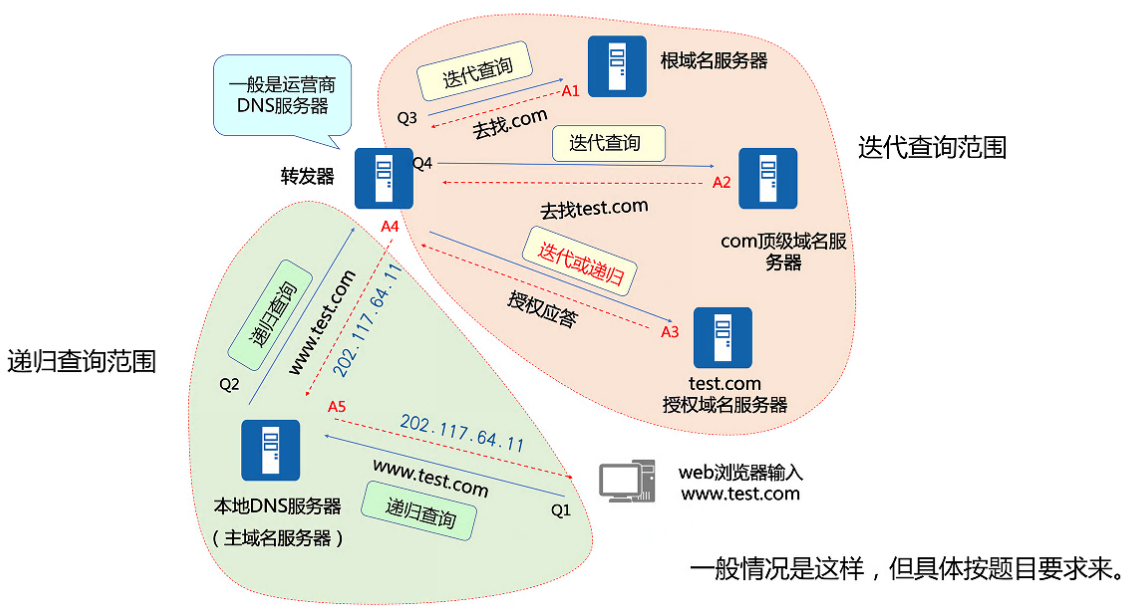 一般是运营商
DNS服务器
迭代查询
根域名服务器
A1
Q3
去找.com
迭代查询
迭代查询范围
Q4
转发器
A2
去找test.com
A4
迭代或递归
com顶级域名服
务器
授权应答
A3
递归查询
www.test.com
202.117.64.11
递归查询范围
Q2
test.com
授权域名服务器
A5
202.117.64.11
www.test.com
web浏览器输入
www.test.com
本地DNS服务器
（主域名服务器）
递归查询
Q1
一般情况是这样，但具体按题目要求来。